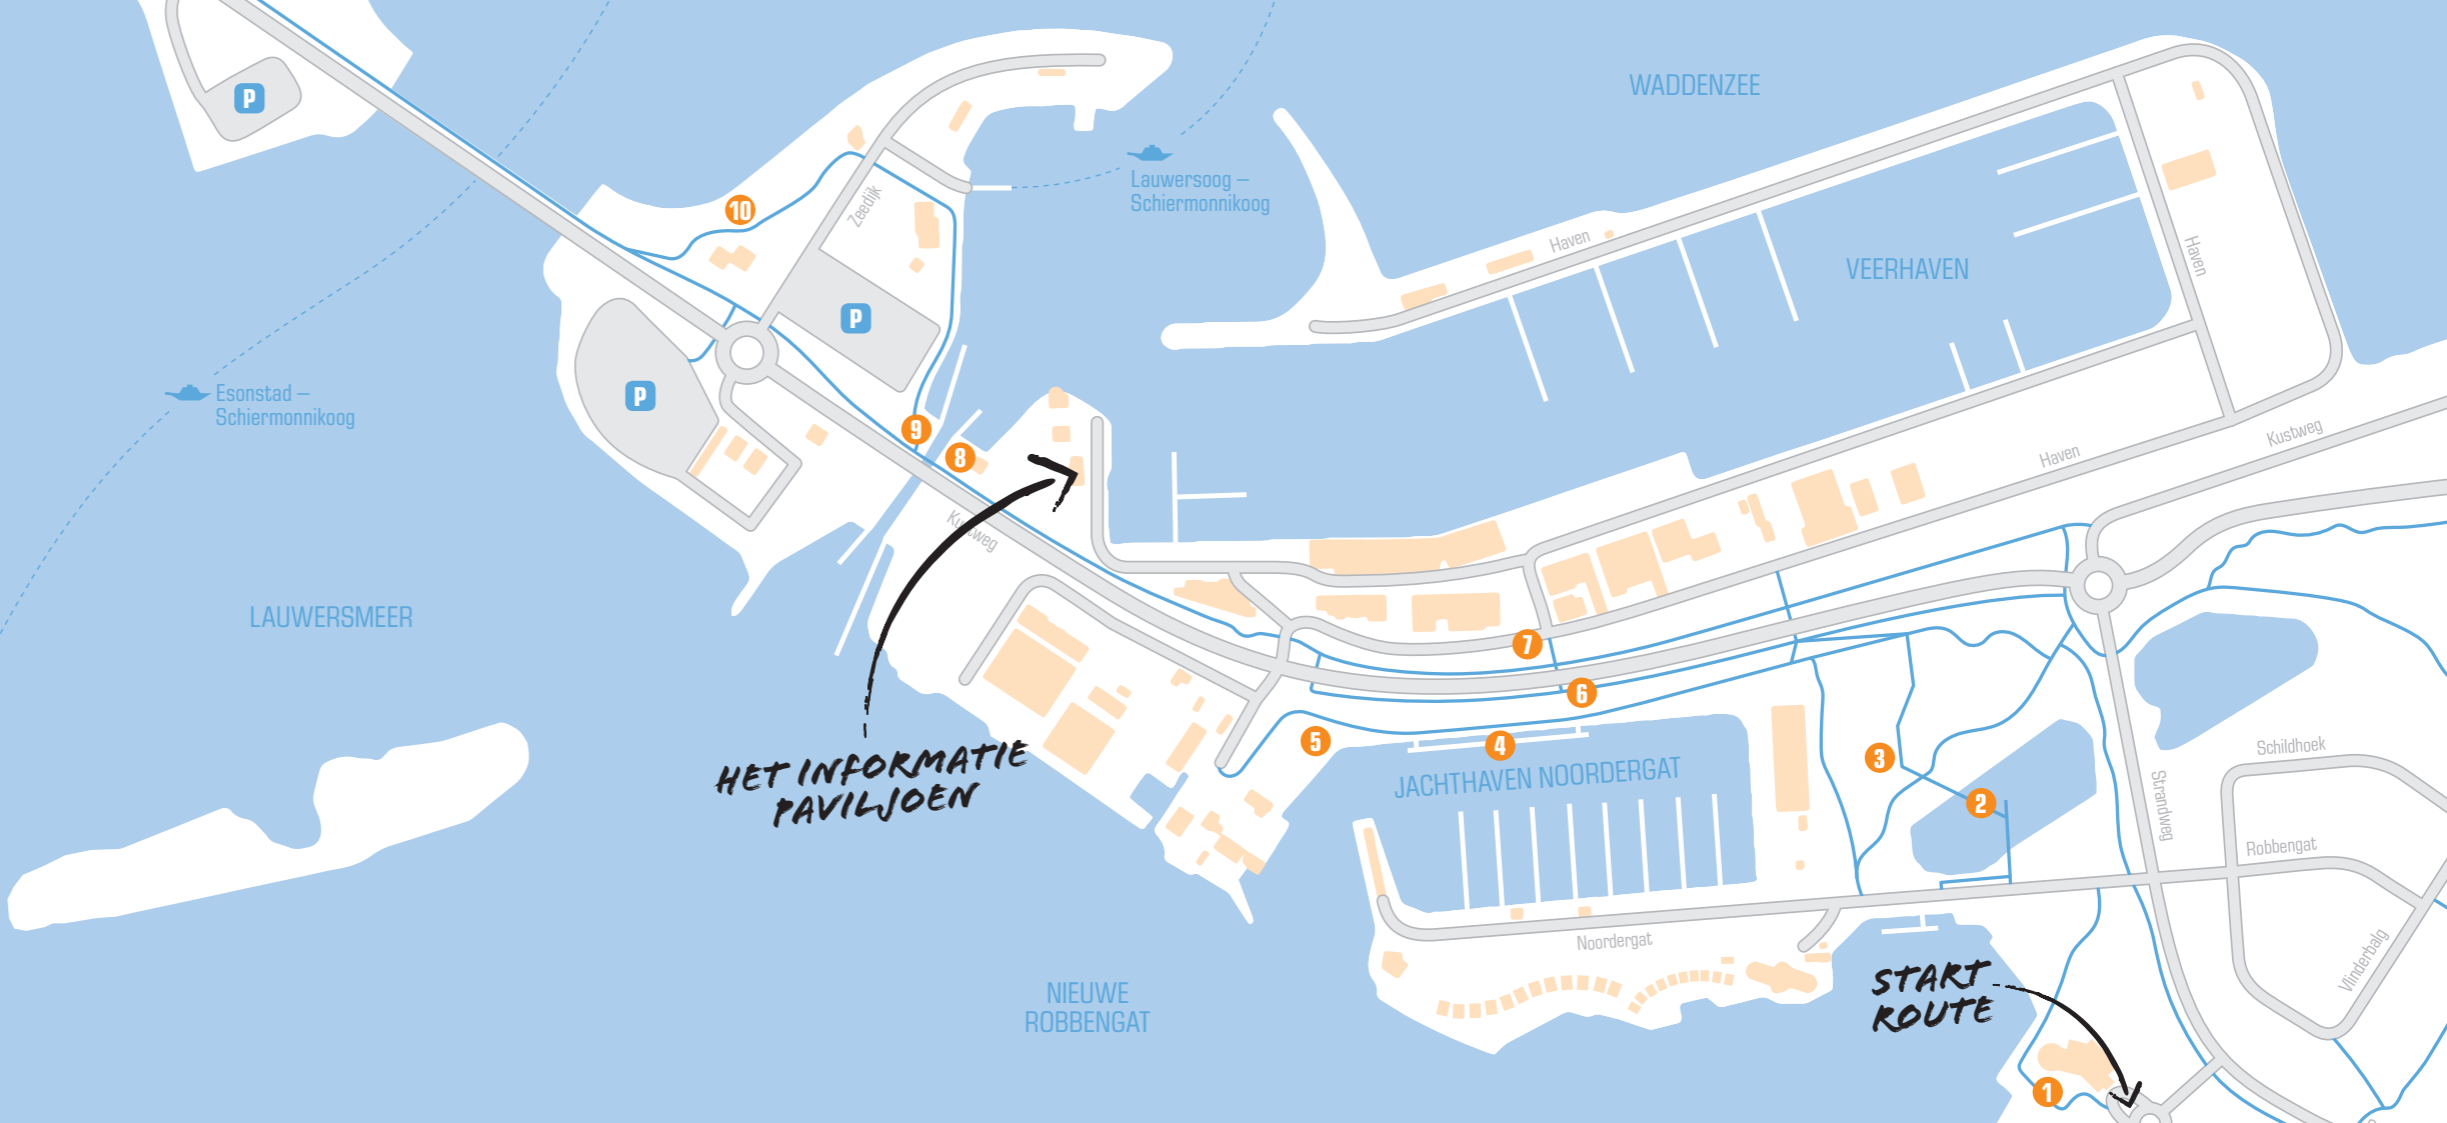 P
WADDENZEE
Lauwersoog –
Schiermonnikoog
10
Zeedijk
Haven
Haven
VEERHAVEN
P
P
Esonstad –
Schiermonnikoog
9
8
Kustweg
Haven
Kustweg
LAUWERSMEER
7
6
5
4
3
2
HET INFORMATIE
PAVILJOEN
JACHTHAVEN NOORDERGAT
Schildhoek
Strandweg
Robbengat
Noordergat
Vlinderbalg
NIEUWE
ROBBENGAT
START
ROUTE
1